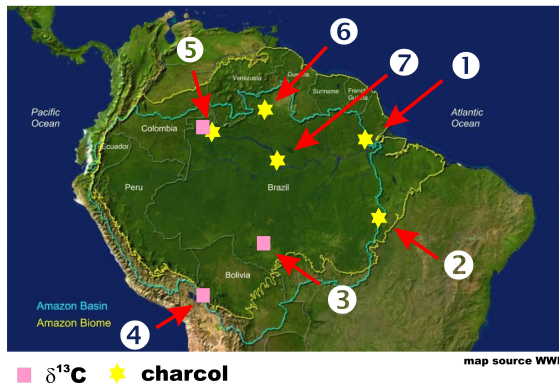 ⑥
⑤
⑦
①
Venezuela
Guyana
Suriname
French Guiana
Pacific Ocean
Atlantic Ocean
Colombia
Ecuador
Peru
Brazil
②
Bolivia
③
Amazon Basin
Amazon Biome
④
map source WWF
δ¹³C
charcol